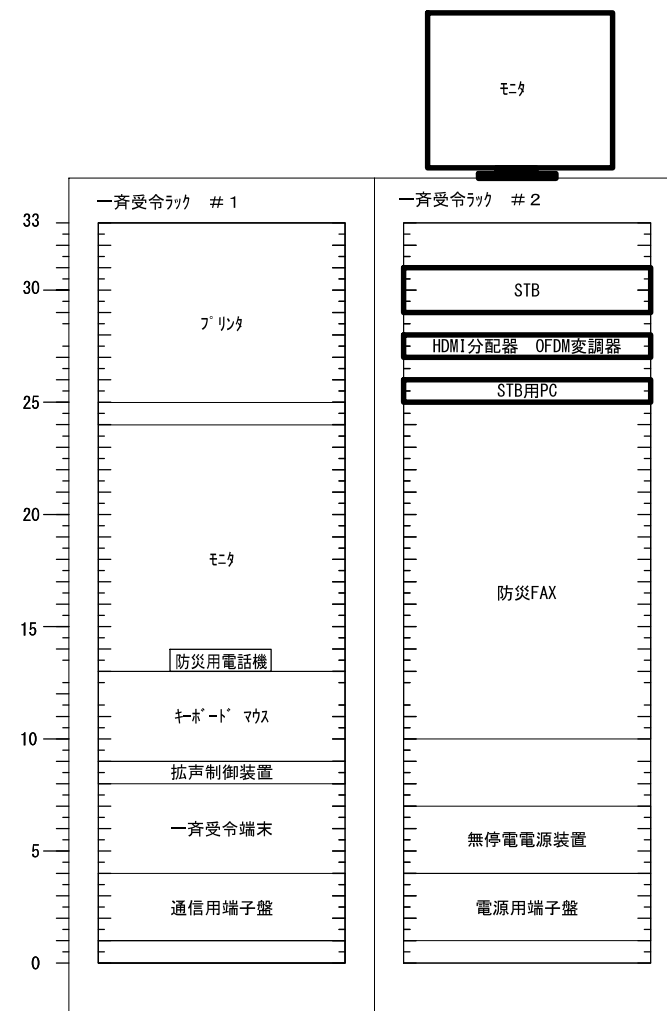 モニタ
一斉受令ラック　＃１
一斉受令ラック　＃２
33
30
25
20
15
10
5
0
プリンタ
モニタ
防災用電話機
キーボード マウス
拡声制御装置
一斉受令端末
通信用端子盤
STB
HDMI分配器　OFDM変調器
STB用PC
防災FAX
無停電電源装置
電源用端子盤